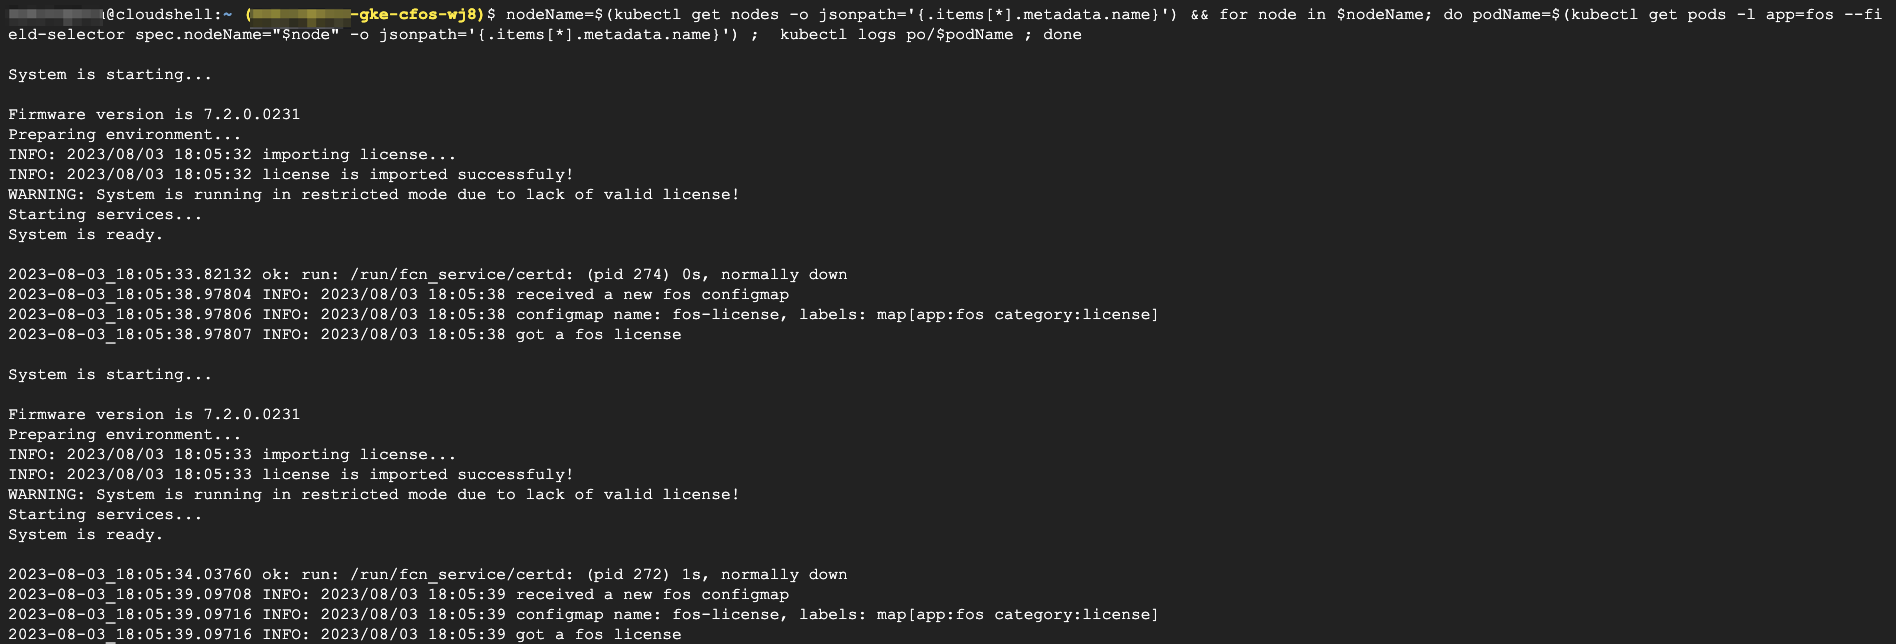 @cloudshell:~ (-gke-cfos-wj8)$ nodeName=$(kubectl get nodes -o jsonpath='{.items[*].metadata.name}') && for node in $nodeName; do podName=$(kubectl get pods -l app=fos --fi
eld-selector spec.nodeName="$node" -o jsonpath='{.items[*].metadata.name}') ;  kubectl logs po/$podName ; done
System is starting...
Firmware version is 7.2.0.0231
Preparing environment...
INFO: 2023/08/03 18:05:32 importing license...
INFO: 2023/08/03 18:05:32 license is imported successfuly!
WARNING: System is running in restricted mode due to lack of valid license!
Starting services...
System is ready.
2023-08-03_18:05:33.82132 ok: run: /run/fcn_service/certd: (pid 274) 0s, normally down
2023-08-03_18:05:38.97804 INFO: 2023/08/03 18:05:38 received a new fos configmap
2023-08-03_18:05:38.97806 INFO: 2023/08/03 18:05:38 configmap name: fos-license, labels: map[app:fos category:license]
2023-08-03_18:05:38.97807 INFO: 2023/08/03 18:05:38 got a fos license
System is starting...
Firmware version is 7.2.0.0231
Preparing environment...
INFO: 2023/08/03 18:05:33 importing license...
INFO: 2023/08/03 18:05:33 license is imported successfuly!
WARNING: System is running in restricted mode due to lack of valid license!
Starting services...
System is ready.
2023-08-03_18:05:34.03760 ok: run: /run/fcn_service/certd: (pid 272) 1s, normally down
2023-08-03_18:05:39.09708 INFO: 2023/08/03 18:05:39 received a new fos configmap
2023-08-03_18:05:39.09716 INFO: 2023/08/03 18:05:39 configmap name: fos-license, labels: map[app:fos category:license]
2023-08-03_18:05:39.09716 INFO: 2023/08/03 18:05:39 got a fos license